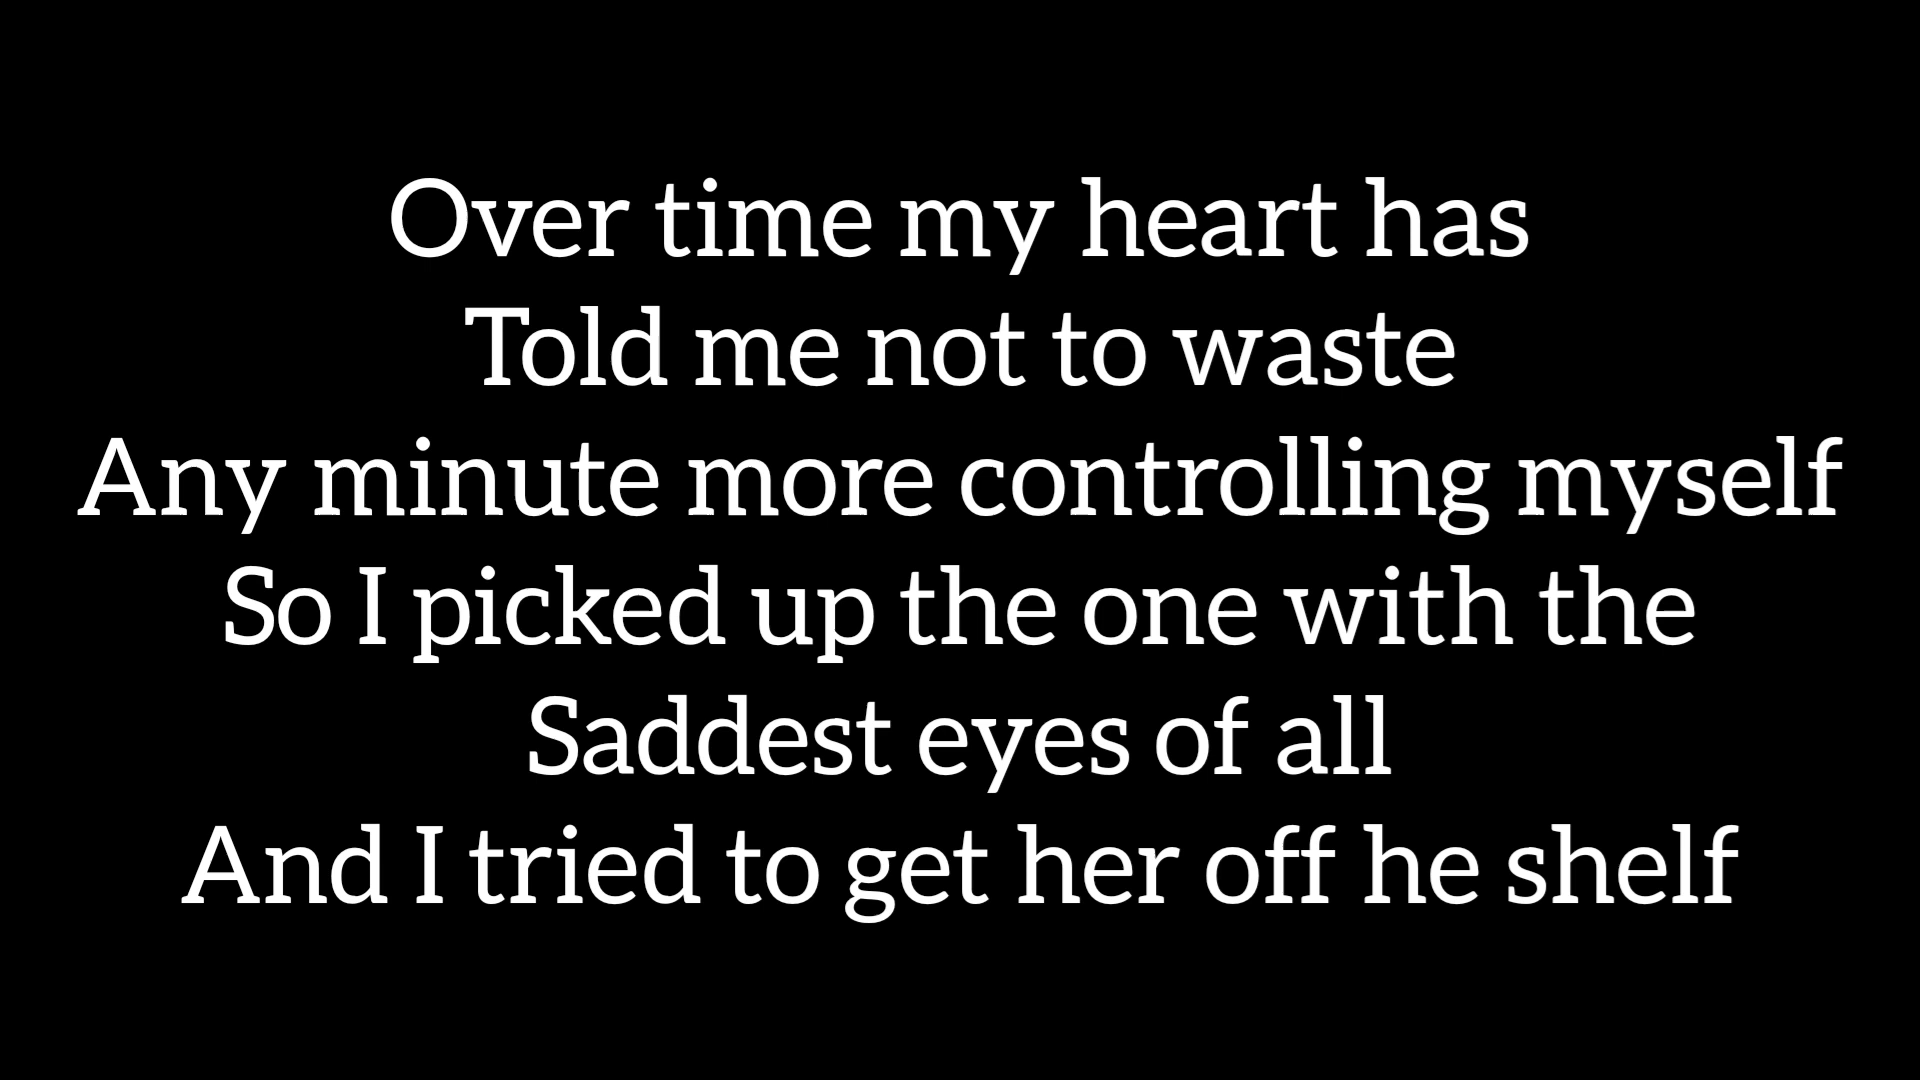 Over time my heart has
Told me not to waste
Any minute more controlling myself
So I picked up the one with the
Saddest eyes of all
And I tried to get her off he shelf